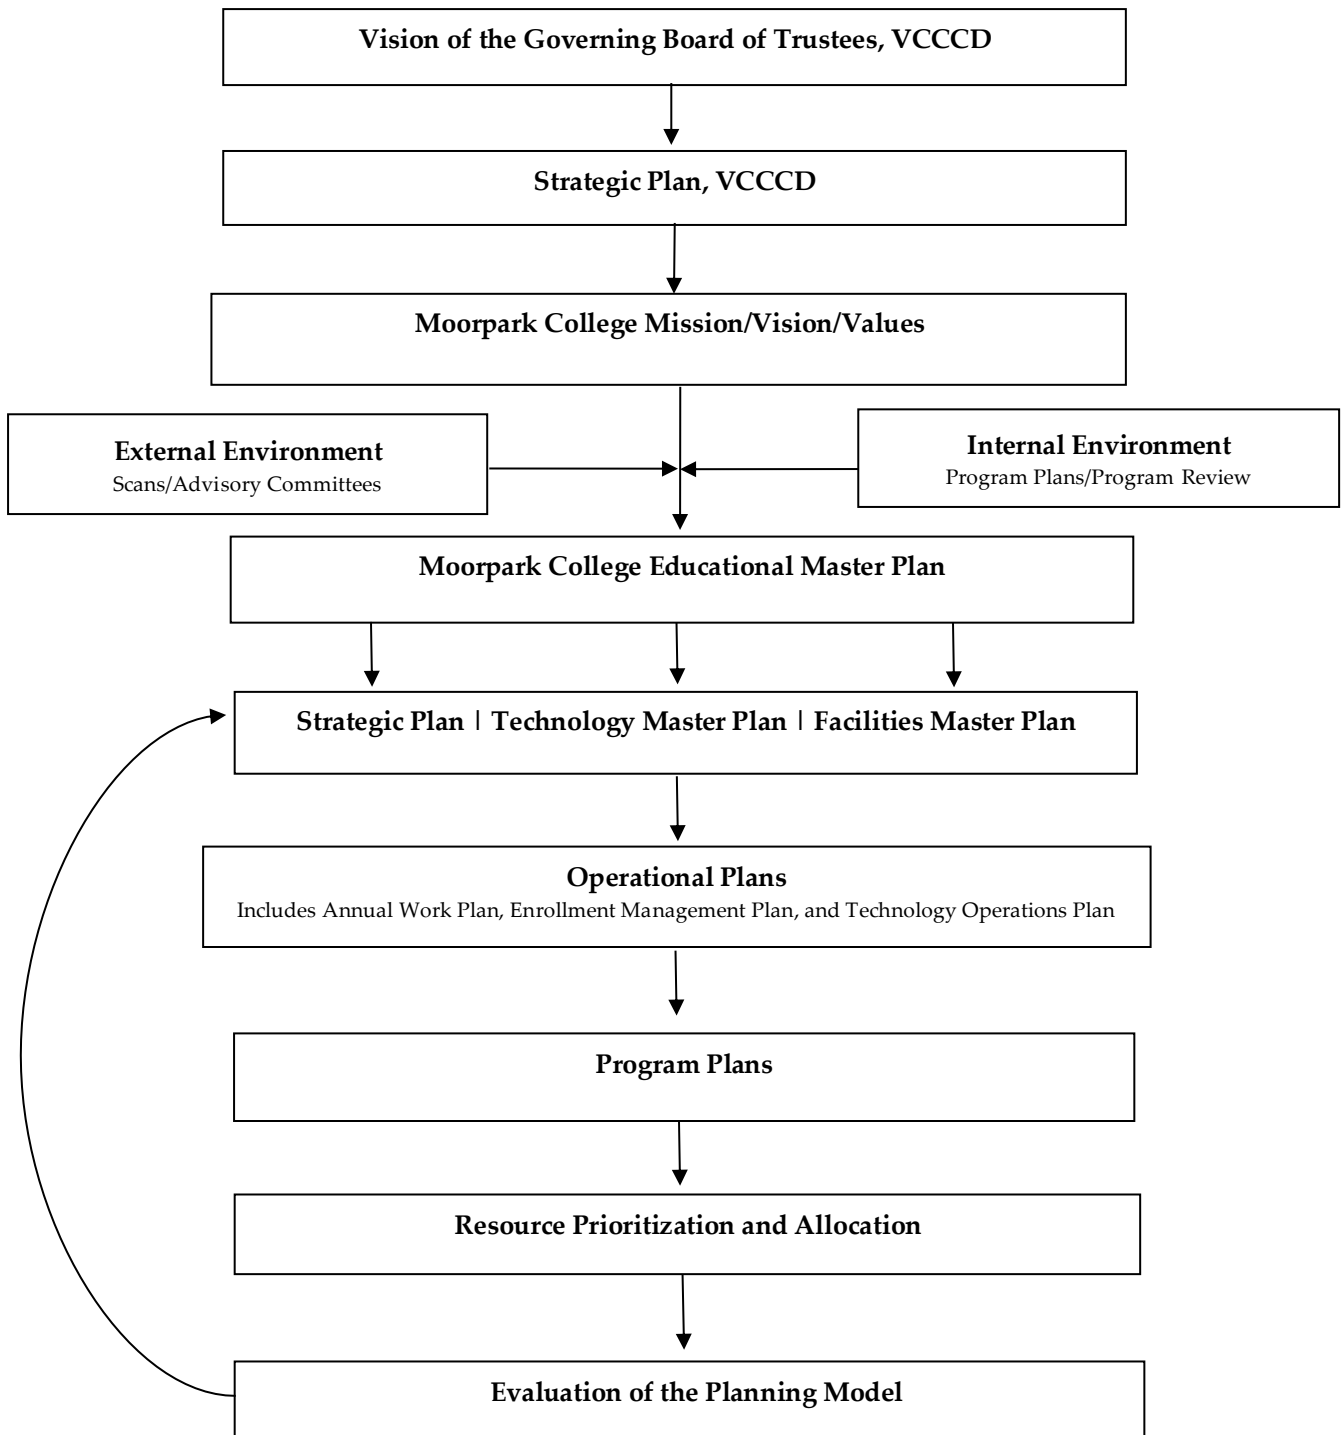 Vision of the Governing Board of Trustees, VCCCD
Strategic Plan, VCCCD
Moorpark College Mission/Vision/Values
External Environment
Scans/Advisory Committees
Internal Environment
Program Plans/Program Review
Moorpark College Educational Master Plan
Strategic Plan | Technology Master Plan | Facilities Master Plan
Operational Plans
Includes Annual Work Plan, Enrollment Management Plan, and Technology Operations Plan
Program Plans
Resource Prioritization and Allocation
Evaluation of the Planning Model